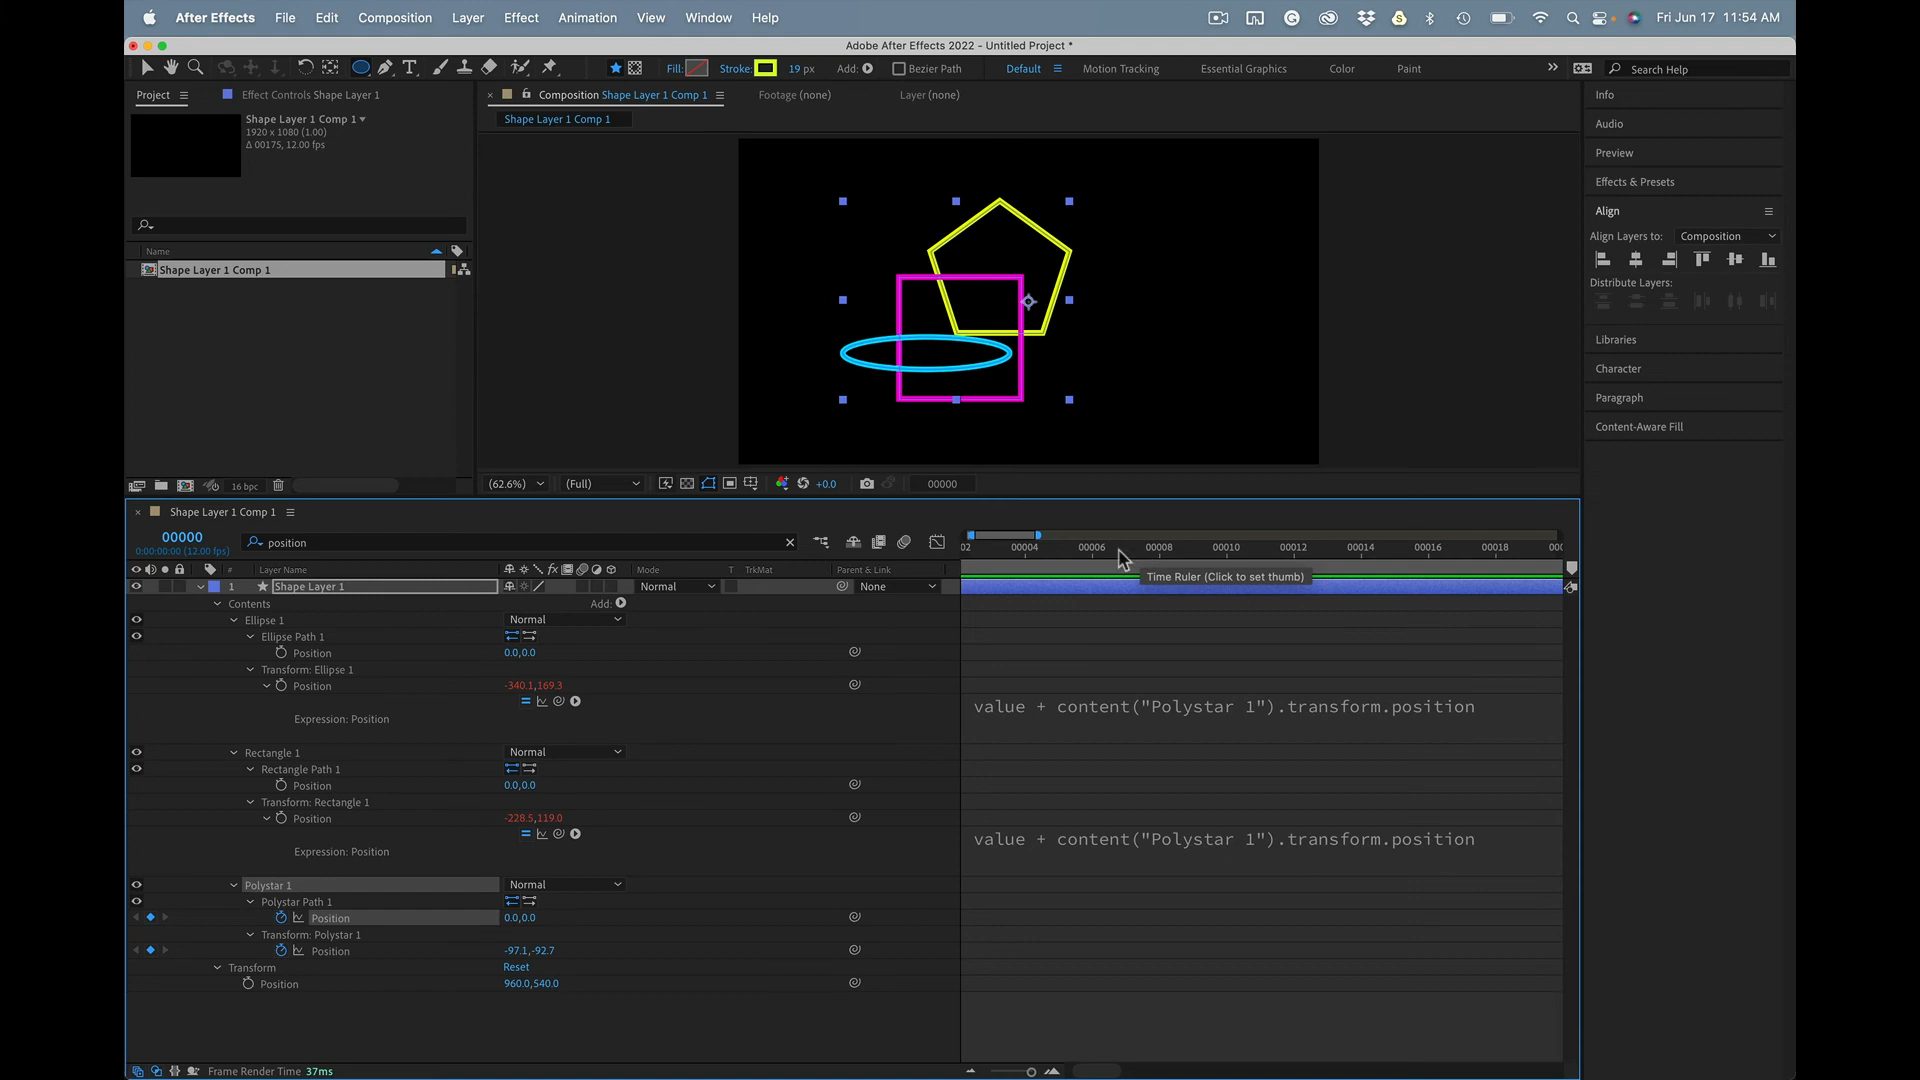 After Effects File Edit Composition Layer Effect Animation View Window Help Fri Jun 17 11:54 AM
Adobe After Effects 2022 - Untitled Project *
Fill: Stroke: 19 px Add: Bezier Path Default Motion Tracking Essential Graphics Color Paint Search Help
Project Effect Controls Shape Layer 1 Composition Shape Layer 1 Comp 1 Footage (none) Layer (none) Info
Shape Layer 1 Comp 1
1920 x 1080 (1.00)
Δ 00175, 12.00 fps
Shape Layer 1 Comp 1
Audio
Preview
Effects & Presets
Align
Align Layers to: Composition
Distribute Layers:
Libraries
Character
Paragraph
Content-Aware Fill
Name
Shape Layer 1 Comp 1
16 bpc
(62.6%) (Full) +0.0 00000
Shape Layer 1 Comp 1
00000
0:00:00:00 (12.00 fps)
position
02 00004 00006 00008 00010 00012 00014 00016 00018 000
Time Ruler (Click to set thumb)
# Layer Name Mode T TrkMat Parent & Link
1 Shape Layer 1 Normal None
Contents Add:
Ellipse 1 Normal
Ellipse Path 1
Position 0.0,0.0
Transform: Ellipse 1
Position -340.1,169.3
Expression: Position value + content("Polystar 1").transform.position
Rectangle 1 Normal
Rectangle Path 1
Position 0.0,0.0
Transform: Rectangle 1
Position -228.5,119.0
Expression: Position value + content("Polystar 1").transform.position
Polystar 1 Normal
Polystar Path 1
Position 0.0,0.0
Transform: Polystar 1
Position -97.1,-92.7
Transform Reset
Position 960.0,540.0
Frame Render Time 37ms